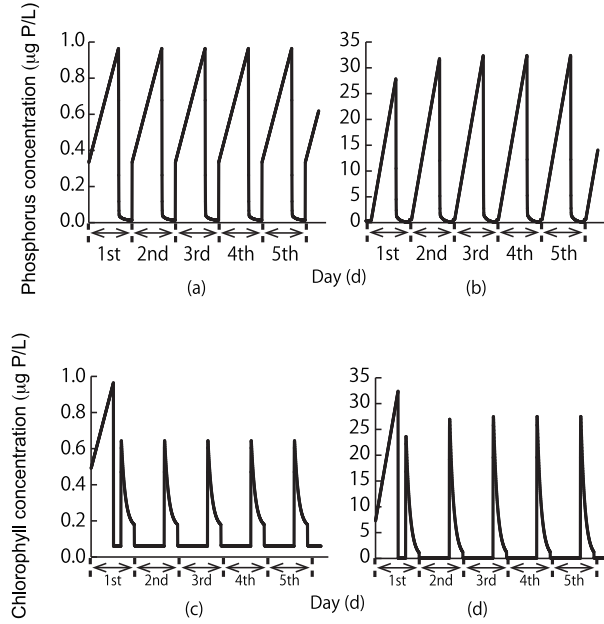 Phosphorus concentration (μg P/L)
1.0
0.8
0.6
0.4
0.2
0.0
1st 2nd 3rd 4th 5th
(a)
35
30
25
20
15
10
5
0
1st 2nd 3rd 4th 5th
(b)
Day (d)
Chlorophyll concentration (μg P/L)
1.0
0.8
0.6
0.4
0.2
0.0
1st 2nd 3rd 4th 5th
(c)
35
30
25
20
15
10
5
0
1st 2nd 3rd 4th 5th
(d)
Day (d)